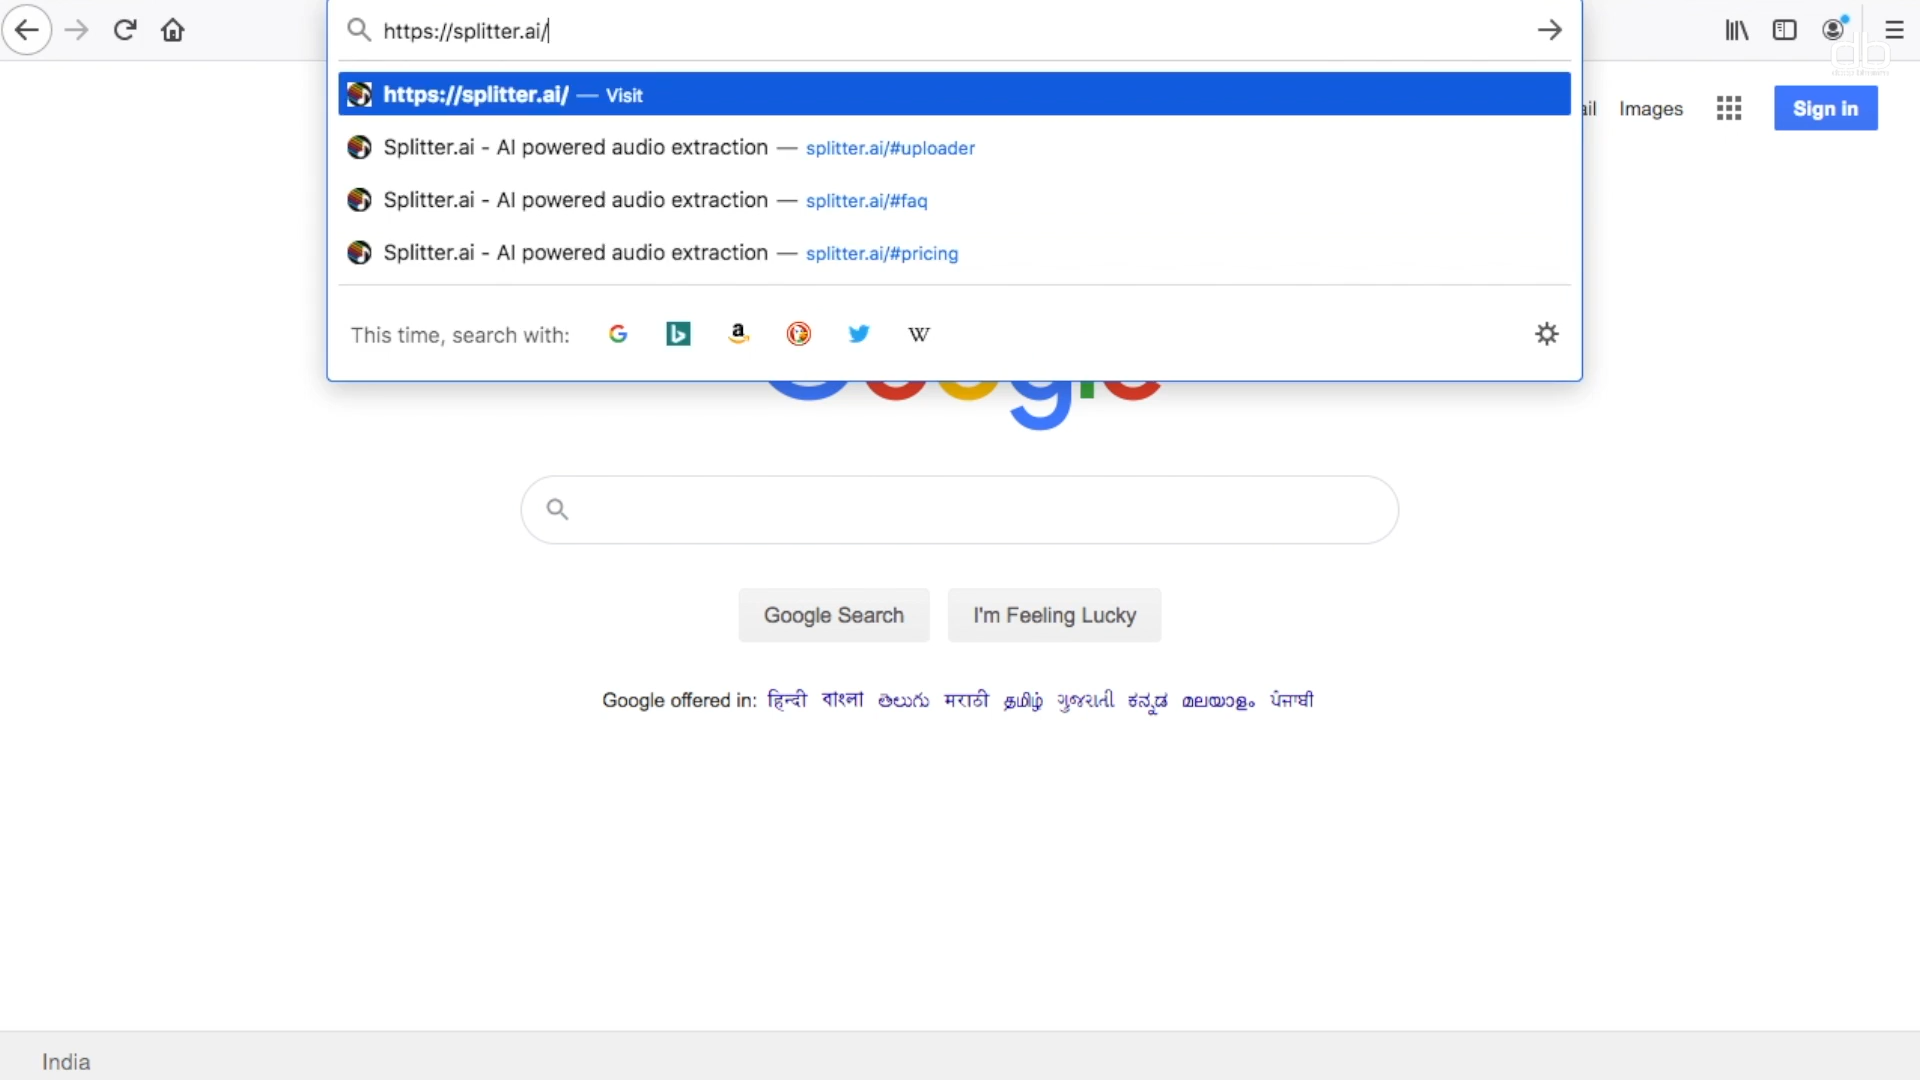 https://splitter.ai/
https://splitter.ai/ — Visit
Splitter.ai - AI powered audio extraction — splitter.ai/#uploader
Splitter.ai - AI powered audio extraction — splitter.ai/#faq
Splitter.ai - AI powered audio extraction — splitter.ai/#pricing
This time, search with:
ail Images Sign in
Google Search I'm Feeling Lucky
Google offered in: हिन्दी বাংলা తెలుగు मराठी தமிழ் ગુજરાતી ಕನ್ನಡ മലയാളം ਪੰਜਾਬੀ
India
db